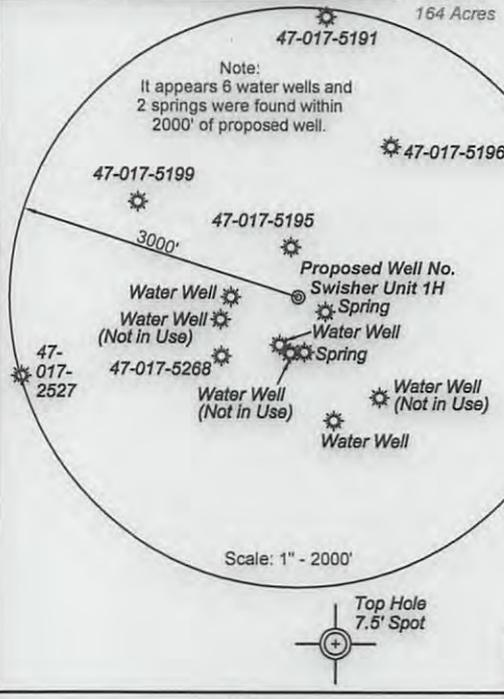 164 Acres
47-017-5191
Note:
It appears 6 water wells and
2 springs were found within
2000' of proposed well.
47-017-5196
47-017-5199
47-017-5195
3000'
Proposed Well No.
Swisher Unit 1H
Water Well
Spring
Water Well
(Not in Use)
Water Well
47-
017-
2527
47-017-5268
Spring
Water Well
(Not in Use)
Water Well
(Not in Use)
Water Well
Scale: 1" - 2000'
Top Hole
7.5' Spot